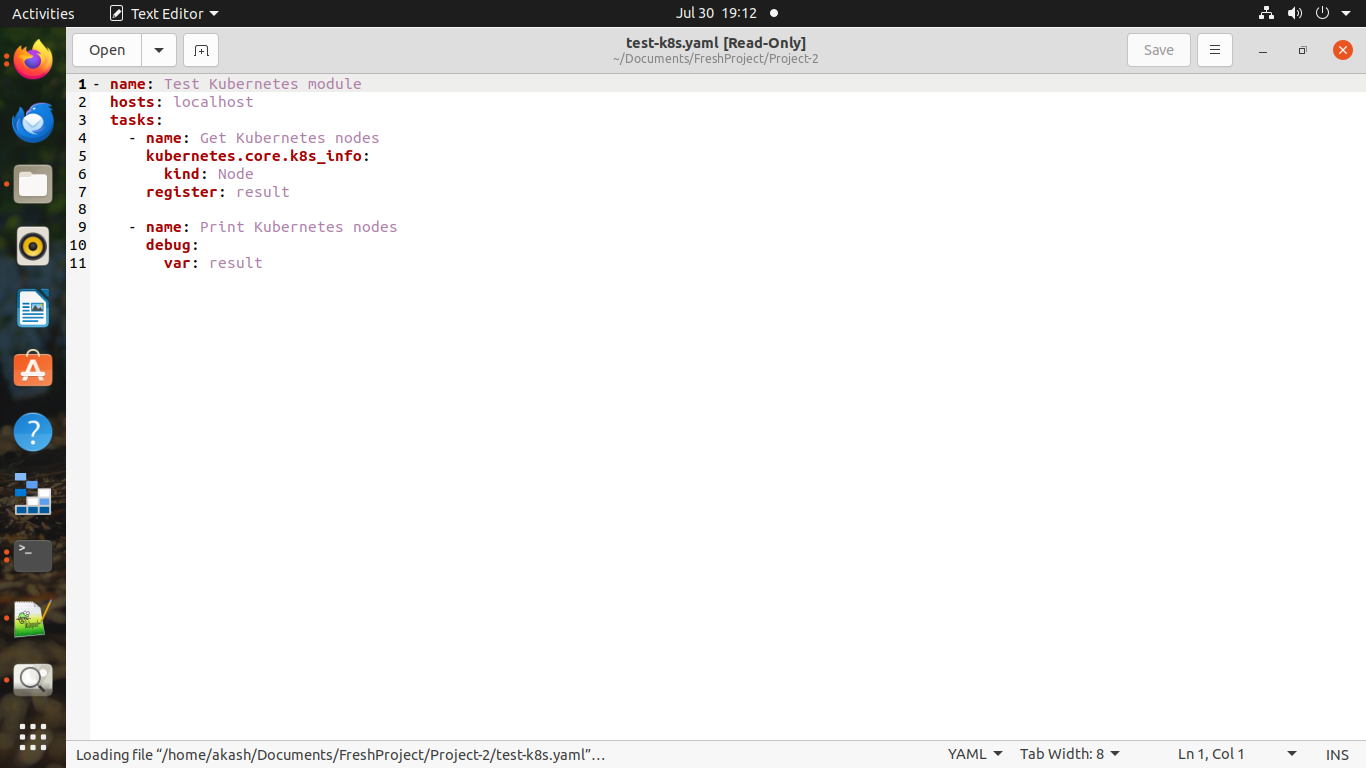 Activities Text Editor Jul 30 19:12
Open test-k8s.yaml [Read-Only] Save
~/Documents/FreshProject/Project-2
1 - name: Test Kubernetes module
2   hosts: localhost
3   tasks:
4     - name: Get Kubernetes nodes
5       kubernetes.core.k8s_info:
6         kind: Node
7       register: result
8
9     - name: Print Kubernetes nodes
10       debug:
11         var: result
Loading file “/home/akash/Documents/FreshProject/Project-2/test-k8s.yaml”… YAML Tab Width: 8 Ln 1, Col 1 INS